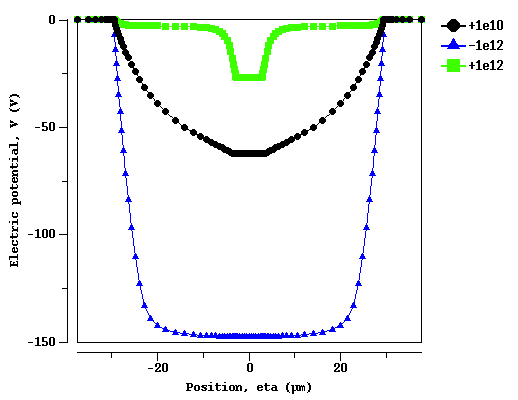 +1e10
-1e12
+1e12
0
-50
-100
-150
Electric potential, V (V)
-20
0
20
Position, eta (µm)